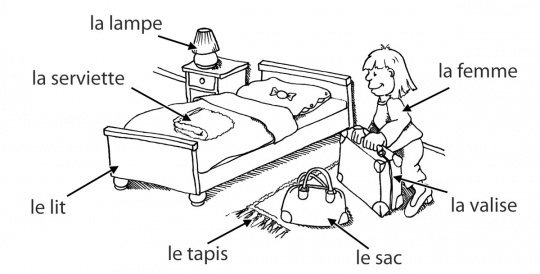 la lampe
la serviette
la femme
le lit
la valise
le tapis
le sac